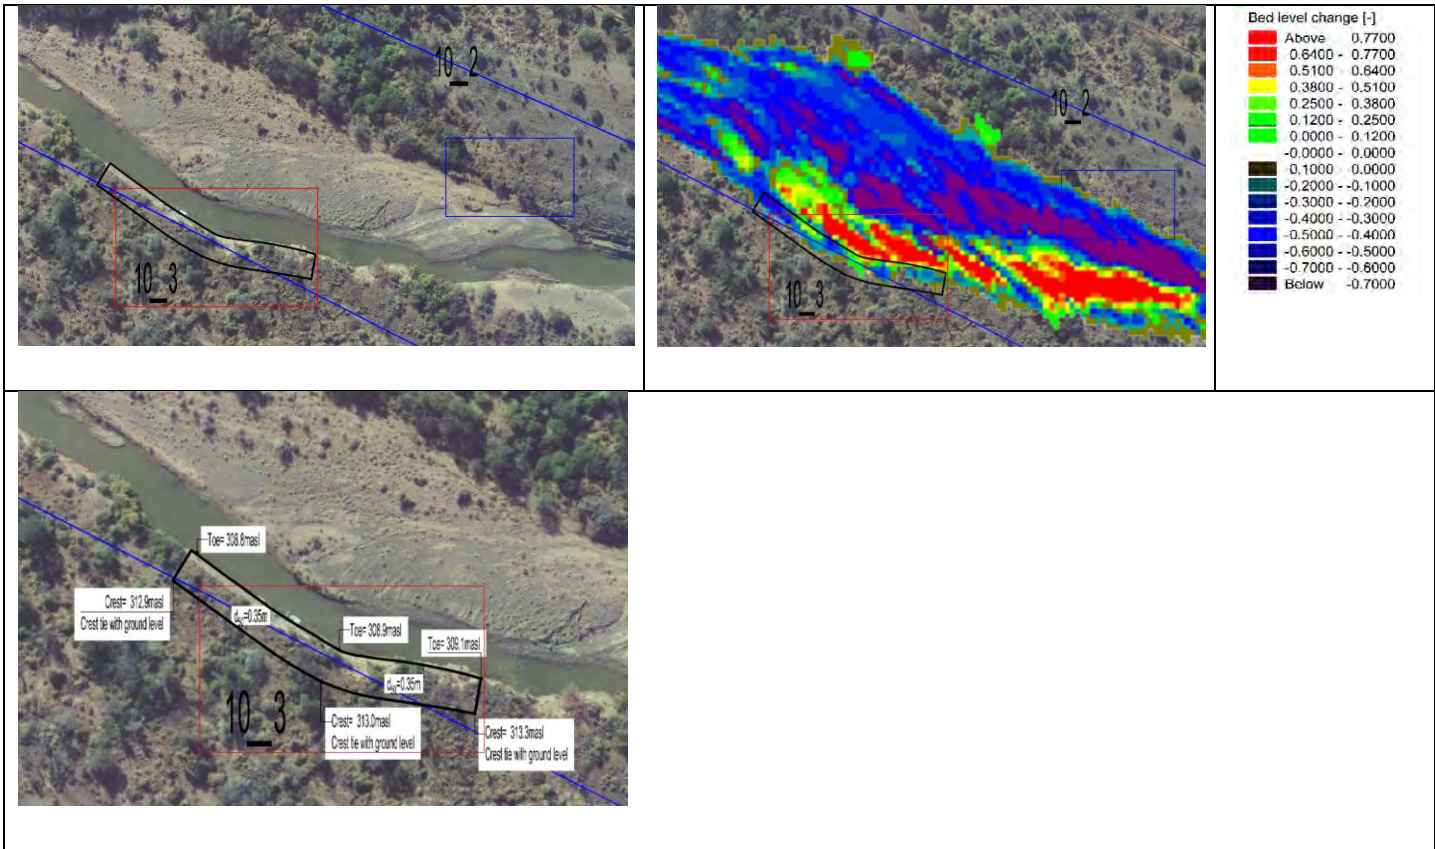 10_2
10_3
10_2
10_3
Bed level change [-]
Above 0.7700
0.6400 - 0.7700
0.5100 - 0.6400
0.3800 - 0.5100
0.2500 - 0.3800
0.1200 - 0.2500
0.0000 - 0.1200
-0.0000 - 0.0000
0.1000 0.0000
-0.2000 - -0.1000
-0.3000 - -0.2000
-0.4000 - -0.3000
-0.5000 - -0.4000
-0.6000 - -0.5000
-0.7000 - -0.6000
Below -0.7000
Toe= 308.8masl
Crest= 312.9masl
Crest tie with ground level
d50=0.35m
Toe= 308.9masl
Toe= 309.1masl
d50=0.35m
10_3
Crest= 313.0masl
Crest tie with ground level
Crest= 313.3masl
Crest tie with ground level